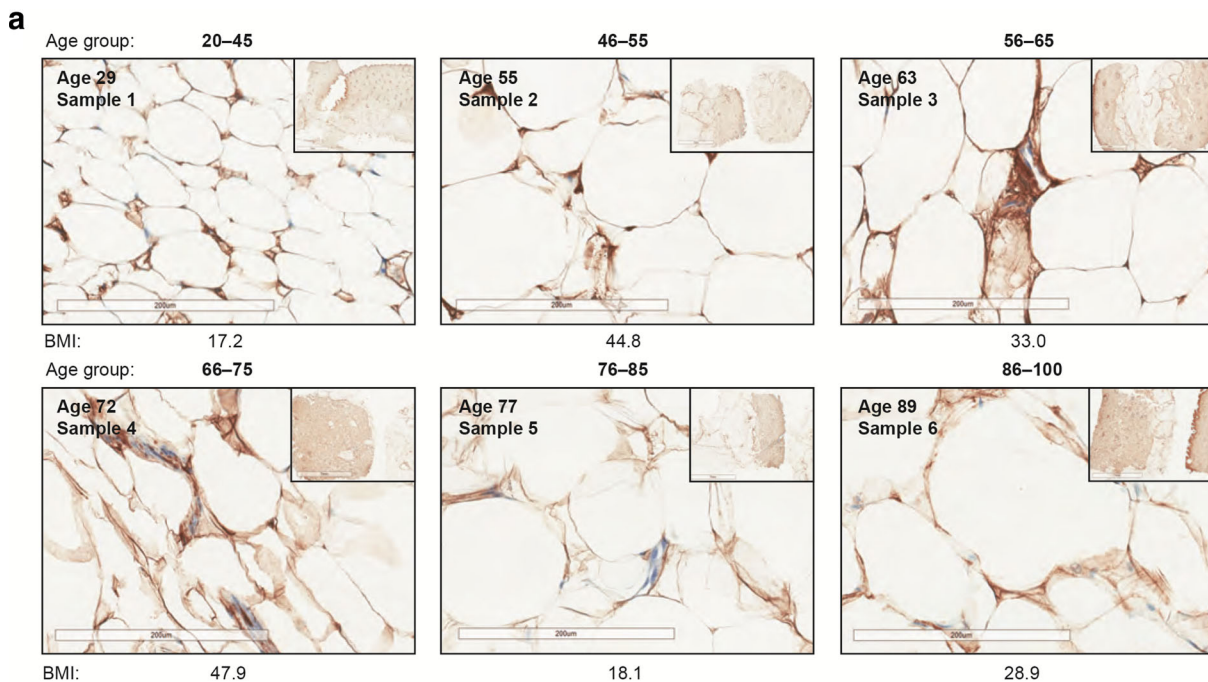 a
Age group: 20–45 46–55 56–65
Age 29
Sample 1
Age 55
Sample 2
Age 63
Sample 3
200um 200um 200um
BMI: 17.2 44.8 33.0
Age group: 66–75 76–85 86–100
Age 72
Sample 4
Age 77
Sample 5
Age 89
Sample 6
200um 200um 200um
BMI: 47.9 18.1 28.9